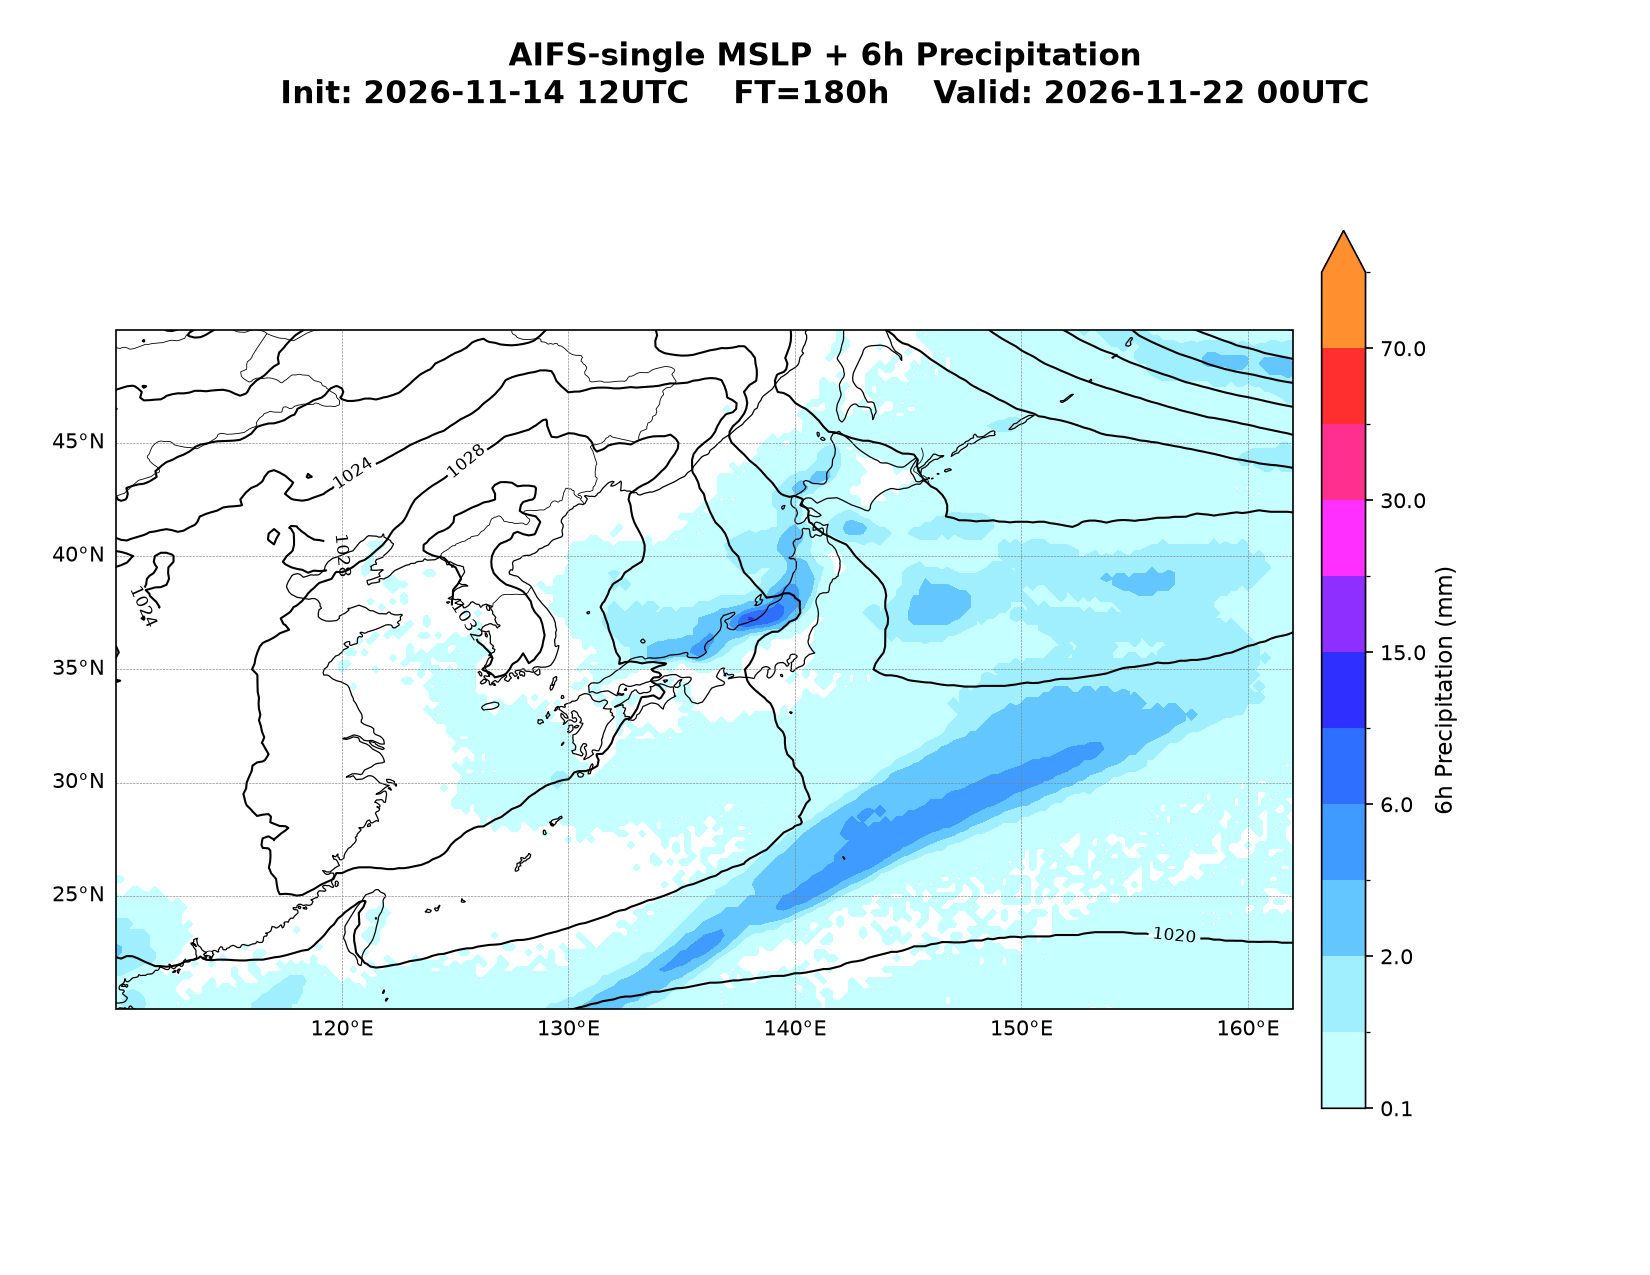 AIFS-single MSLP + 6h Precipitation
Init: 2026-11-14 12UTC    FT=180h    Valid: 2026-11-22 00UTC
70.0
30.0
15.0
6.0
2.0
0.1
6h Precipitation (mm)
45°N
40°N
35°N
30°N
25°N
1024
1028
1028
1024
1032
1020
120°E
130°E
140°E
150°E
160°E